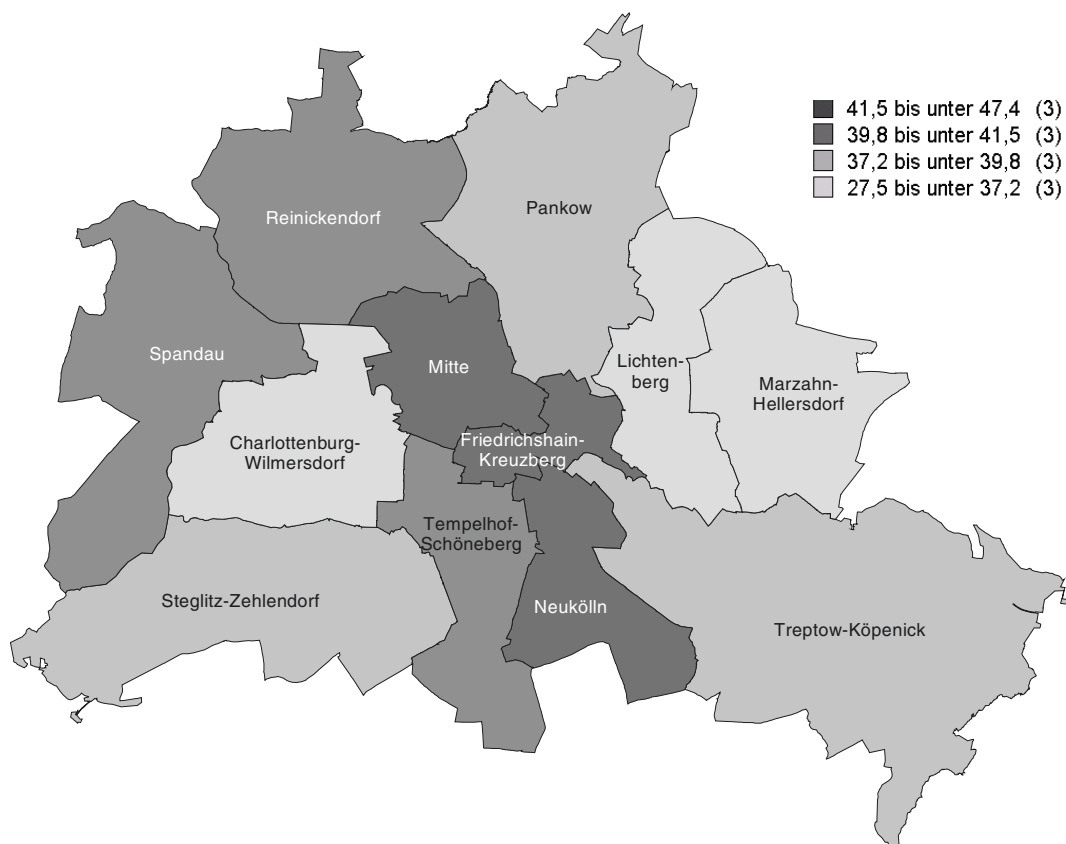 41,5 bis unter 47,4 (3)
39,8 bis unter 41,5 (3)
37,2 bis unter 39,8 (3)
27,5 bis unter 37,2 (3)
Reinickendorf
Pankow
Spandau
Mitte
Lichten-
berg
Marzahn-
Hellersdorf
Charlottenburg-
Wilmersdorf
Friedrichshain-
Kreuzberg
Tempelhof-
Schöneberg
Steglitz-Zehlendorf
Neukölln
Treptow-Köpenick